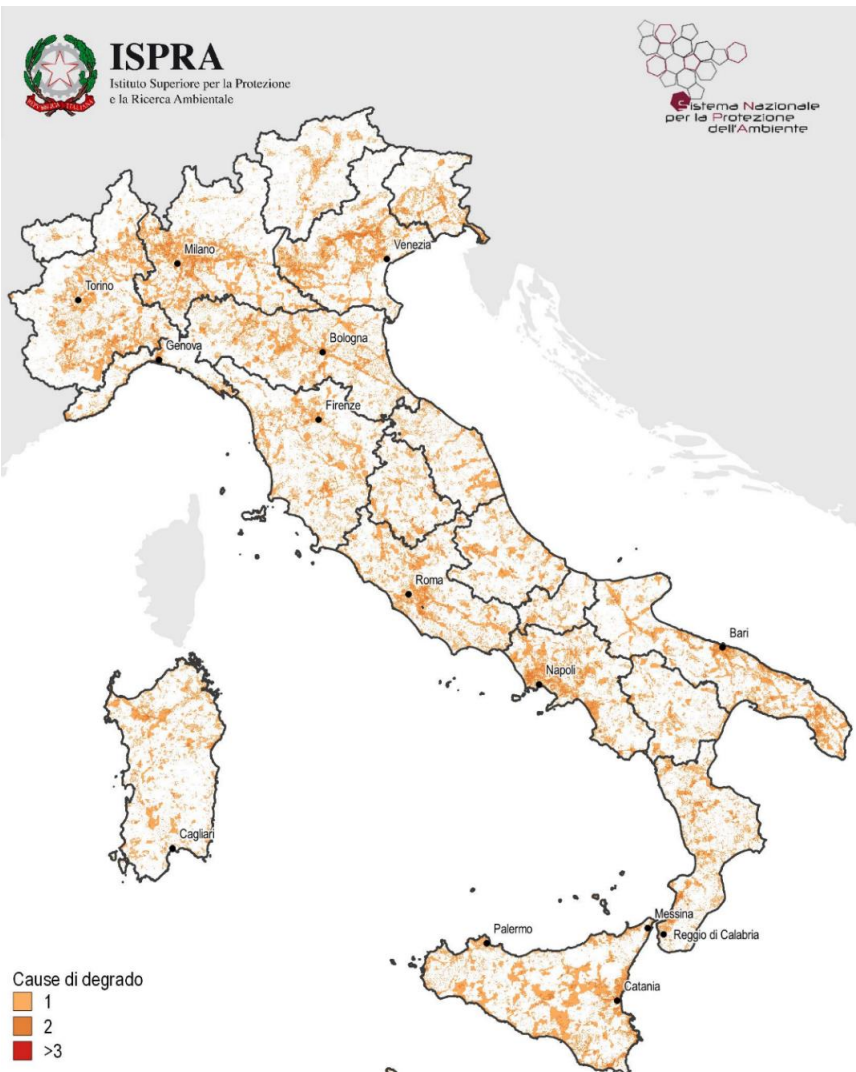 ISPRA
Istituto Superiore per la Protezione
e la Ricerca Ambientale
Sistema Nazionale
per la Protezione
dell'Ambiente
Milano
Venezia
Torino
Genova
Bologna
Firenze
Roma
Bari
Napoli
Cagliari
Messina
Palermo
Reggio di Calabria
Catania
Cause di degrado
1
2
>3